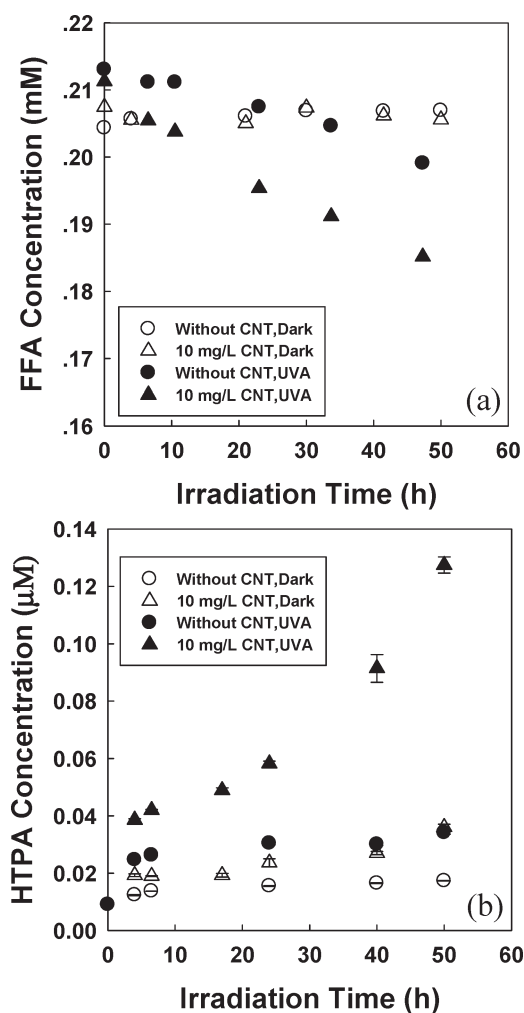 .22
.21
.20
.19
.18
.17
.16
FFA Concentration (mM)
Without CNT,Dark
10 mg/L CNT,Dark
Without CNT,UVA
10 mg/L CNT,UVA
(a)
0 10 20 30 40 50 60
Irradiation Time (h)
0.14
0.12
0.10
0.08
0.06
0.04
0.02
0.00
HTPA Concentration (μM)
Without CNT,Dark
10 mg/L CNT,Dark
Without CNT,UVA
10 mg/L CNT,UVA
(b)
0 10 20 30 40 50 60
Irradiation Time (h)